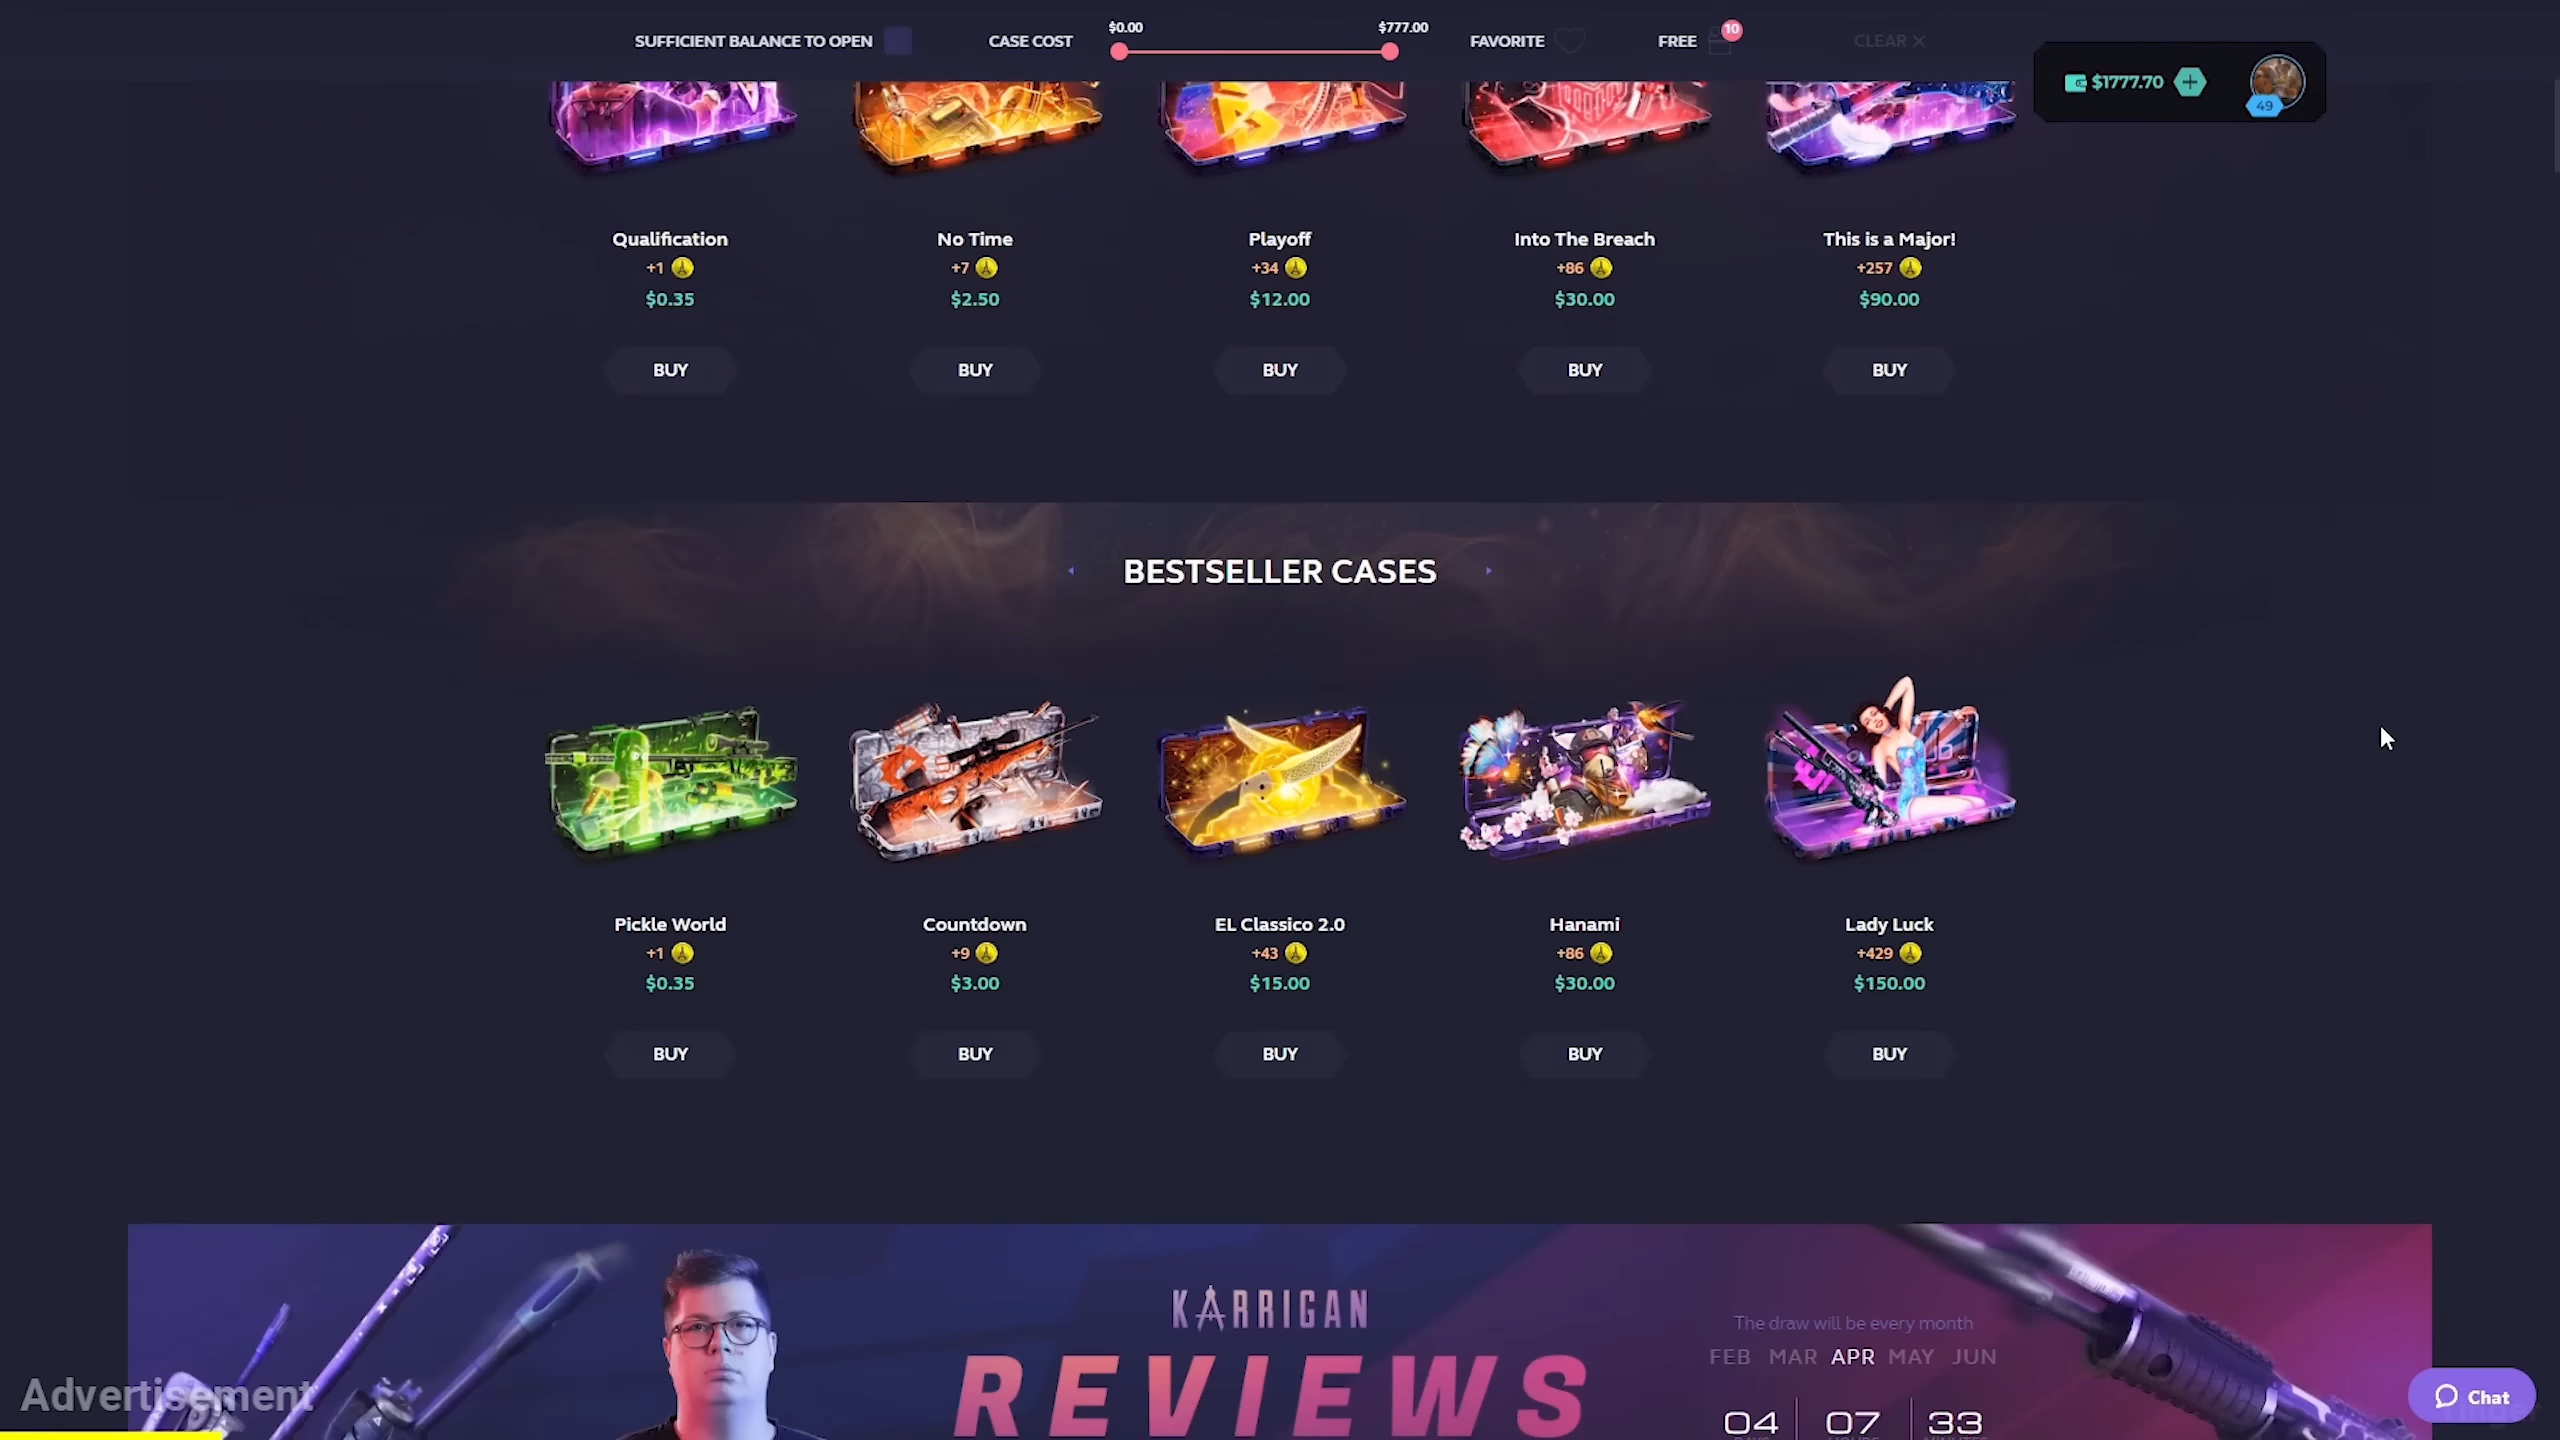 SUFFICIENT BALANCE TO OPEN
CASE COST
$0.00
$777.00
FAVORITE
FREE
10
CLEAR ×
$1777.70
49
Qualification
+1
$0.35
BUY
No Time
+7
$2.50
BUY
Playoff
+34
$12.00
BUY
Into The Breach
+86
$30.00
BUY
This is a Major!
+257
$90.00
BUY
BESTSELLER CASES
Pickle World
+1
$0.35
BUY
Countdown
+9
$3.00
BUY
EL Classico 2.0
+43
$15.00
BUY
Hanami
+86
$30.00
BUY
Lady Luck
+429
$150.00
BUY
KARRIGAN
REVIEWS
The draw will be every month
FEB MAR APR MAY JUN
04 07 33
Advertisement
Chat